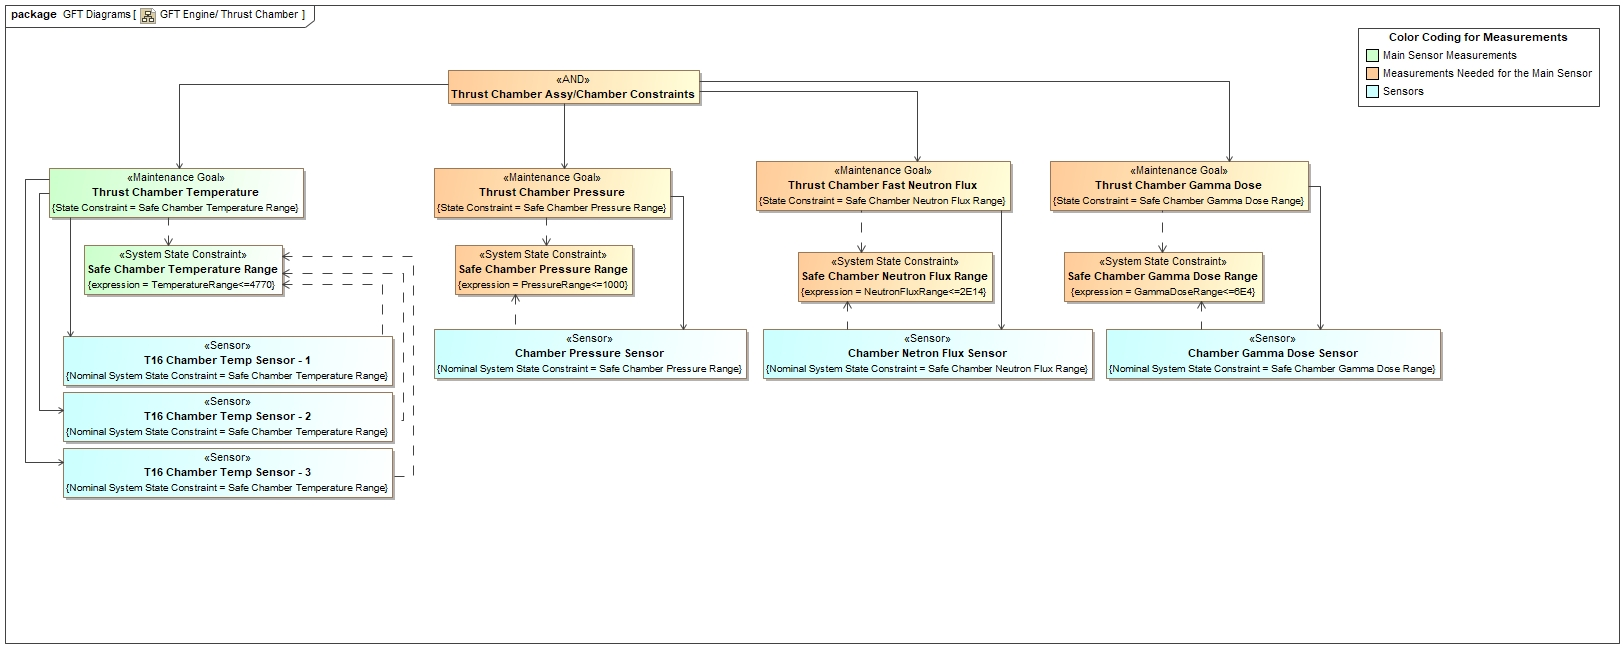 package GFT Diagrams [ GFT Engine/ Thrust Chamber ]
Color Coding for Measurements
Main Sensor Measurements
Measurements Needed for the Main Sensor
Sensors
«AND»
Thrust Chamber Assy/Chamber Constraints
«Maintenance Goal»
Thrust Chamber Temperature
{State Constraint = Safe Chamber Temperature Range}
«Maintenance Goal»
Thrust Chamber Pressure
{State Constraint = Safe Chamber Pressure Range}
«Maintenance Goal»
Thrust Chamber Fast Neutron Flux
{State Constraint = Safe Chamber Neutron Flux Range}
«Maintenance Goal»
Thrust Chamber Gamma Dose
{State Constraint = Safe Chamber Gamma Dose Range}
«System State Constraint»
Safe Chamber Temperature Range
{expression = TemperatureRange<=4770}
«System State Constraint»
Safe Chamber Pressure Range
{expression = PressureRange<=1000}
«System State Constraint»
Safe Chamber Neutron Flux Range
{expression = NeutronFluxRange<=2E14}
«System State Constraint»
Safe Chamber Gamma Dose Range
{expression = GammaDoseRange<=6E4}
«Sensor»
T16 Chamber Temp Sensor - 1
{Nominal System State Constraint = Safe Chamber Temperature Range}
«Sensor»
T16 Chamber Temp Sensor - 2
{Nominal System State Constraint = Safe Chamber Temperature Range}
«Sensor»
T16 Chamber Temp Sensor - 3
{Nominal System State Constraint = Safe Chamber Temperature Range}
«Sensor»
Chamber Pressure Sensor
{Nominal System State Constraint = Safe Chamber Pressure Range}
«Sensor»
Chamber Netron Flux Sensor
{Nominal System State Constraint = Safe Chamber Neutron Flux Range}
«Sensor»
Chamber Gamma Dose Sensor
{Nominal System State Constraint = Safe Chamber Gamma Dose Range}